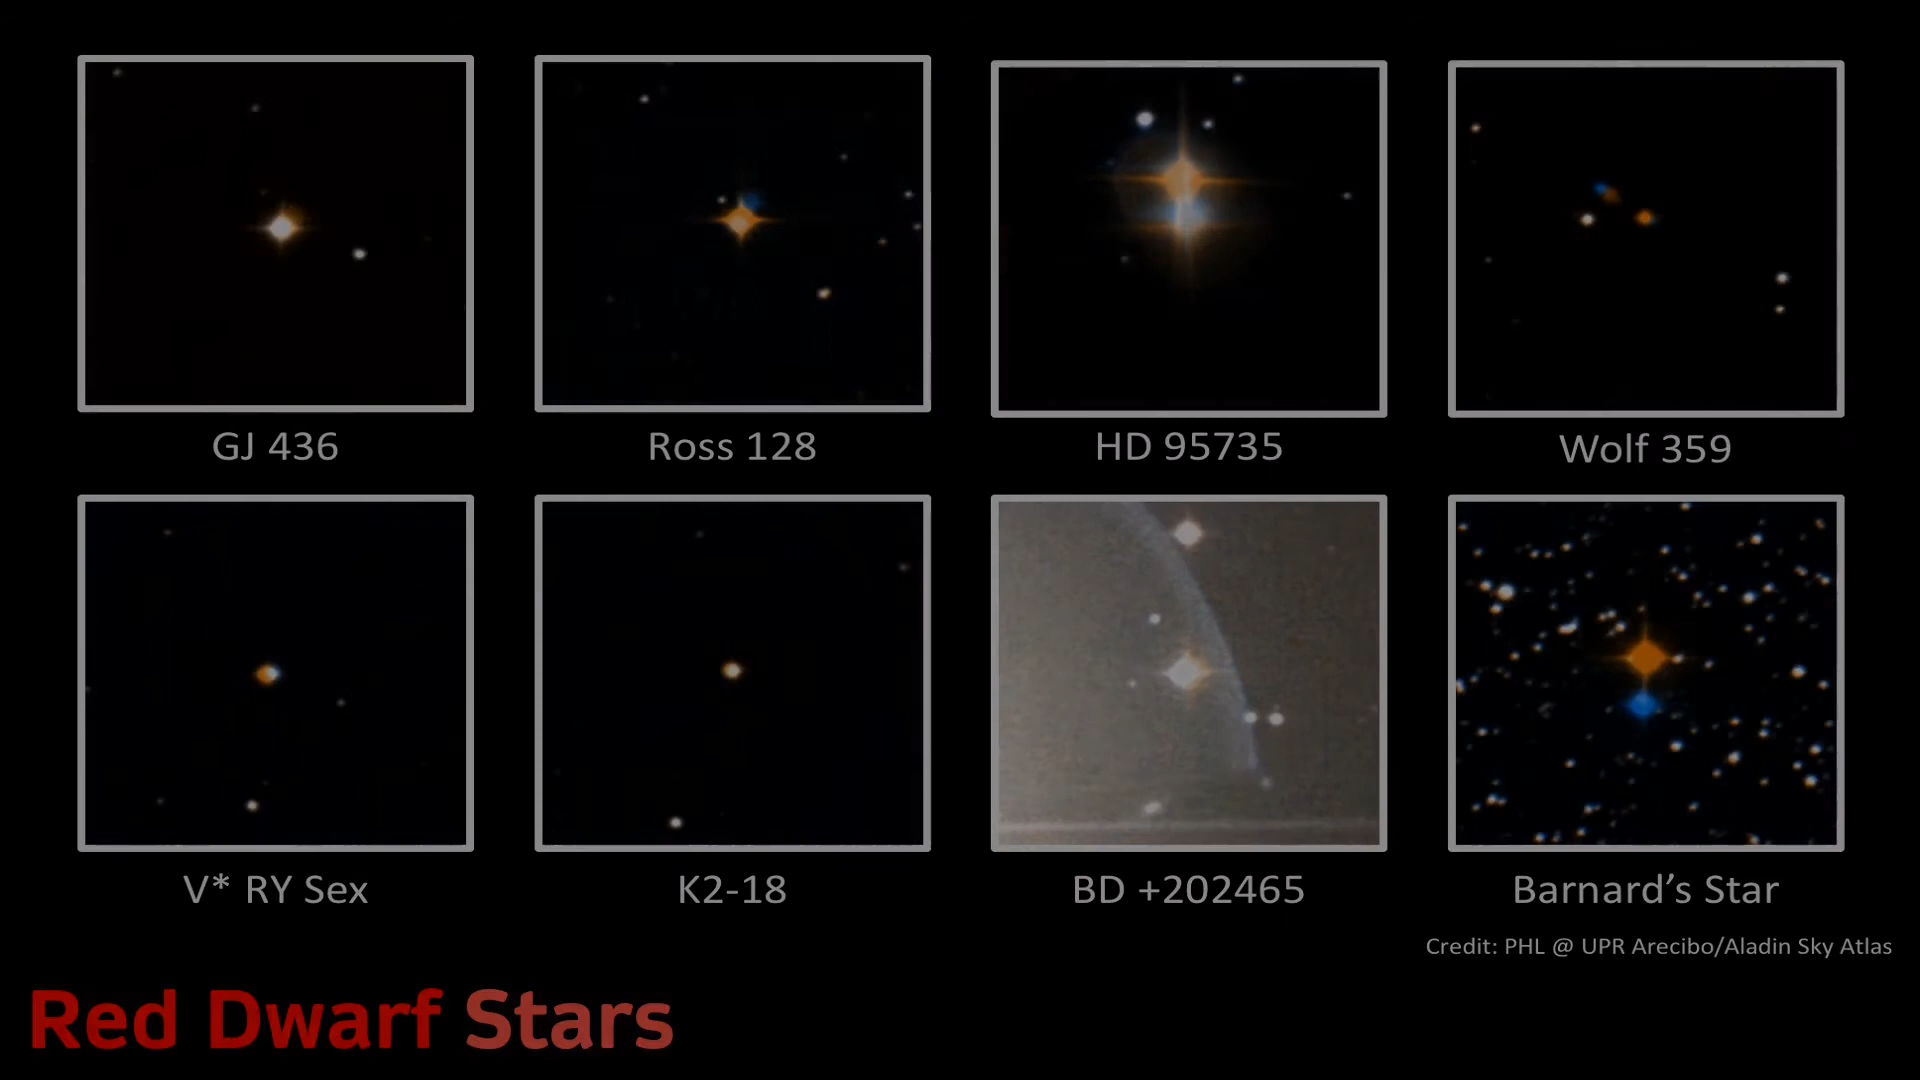 GJ 436
Ross 128
HD 95735
Wolf 359
V* RY Sex
K2-18
BD +202465
Barnard’s Star
Credit: PHL @ UPR Arecibo/Aladin Sky Atlas
Red Dwarf Stars